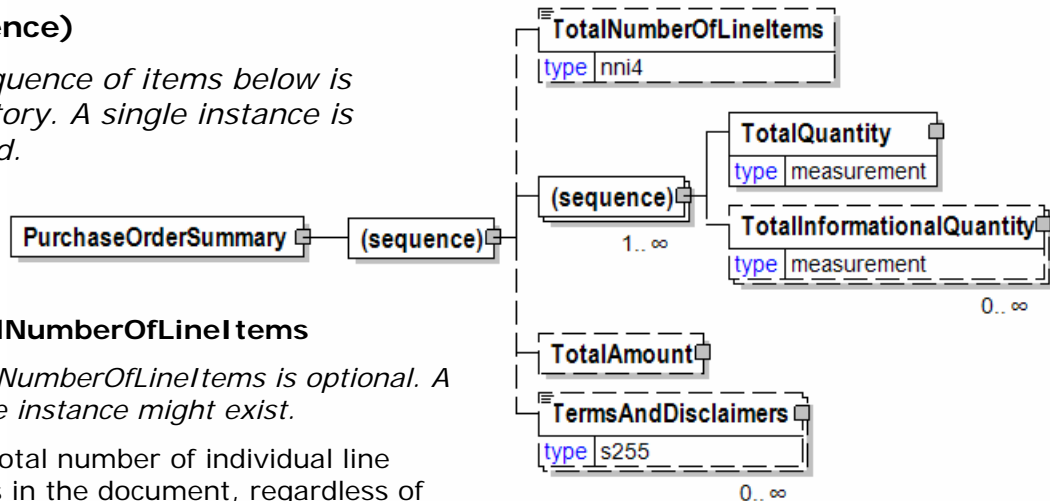 ence)
quence of items below is
tory. A single instance is
d.
PurchaseOrderSummary
(sequence)
TotalNumberOfLineItems
type nni4
(sequence)
1.. ∞
TotalQuantity
type measurement
TotalInformationalQuantity
type measurement
0.. ∞
TotalAmount
TermsAndDisclaimers
type s255
0.. ∞
lNumberOfLineItems
NumberOfLineItems is optional. A
e instance might exist.
otal number of individual line
s in the document, regardless of